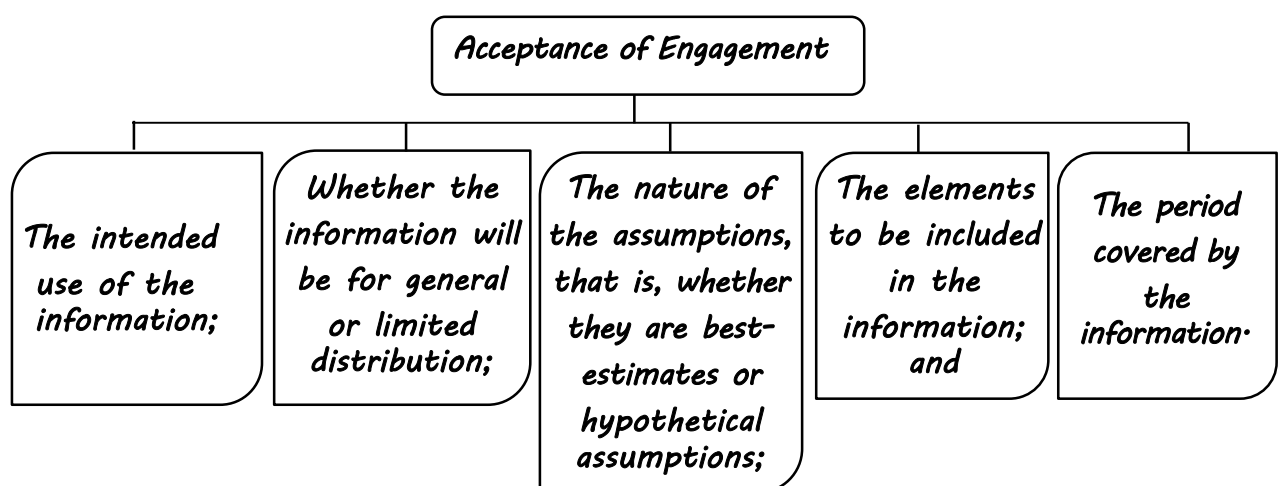 Acceptance of Engagement
The intended
use of the
information;
Whether the
information will
be for general
or limited
distribution;
The nature of
the assumptions,
that is, whether
they are best-
estimates or
hypothetical
assumptions;
The elements
to be included
in the
information;
and
The period
covered by
the
information.